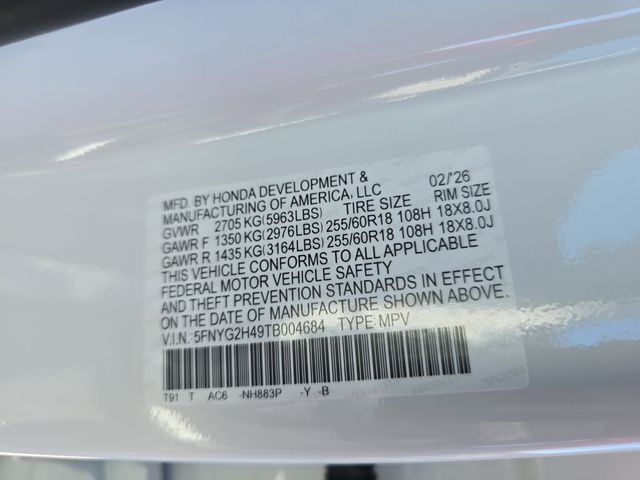 MFD. BY HONDA DEVELOPMENT & 02/'26
MANUFACTURING OF AMERICA, LLC
GVWR 2705 KG(5963LBS) TIRE SIZE RIM SIZE
GAWR F 1350 KG(2976LBS) 255/60R18 108H 18X8.0J
GAWR R 1435 KG(3164LBS) 255/60R18 108H 18X8.0J
THIS VEHICLE CONFORMS TO ALL APPLICABLE
FEDERAL MOTOR VEHICLE SAFETY
AND THEFT PREVENTION STANDARDS IN EFFECT
ON THE DATE OF MANUFACTURE SHOWN ABOVE.
V.I.N.:5FNYG2H49TB004684 TYPE:MPV
T91 T AC6 -NH883P -Y -B